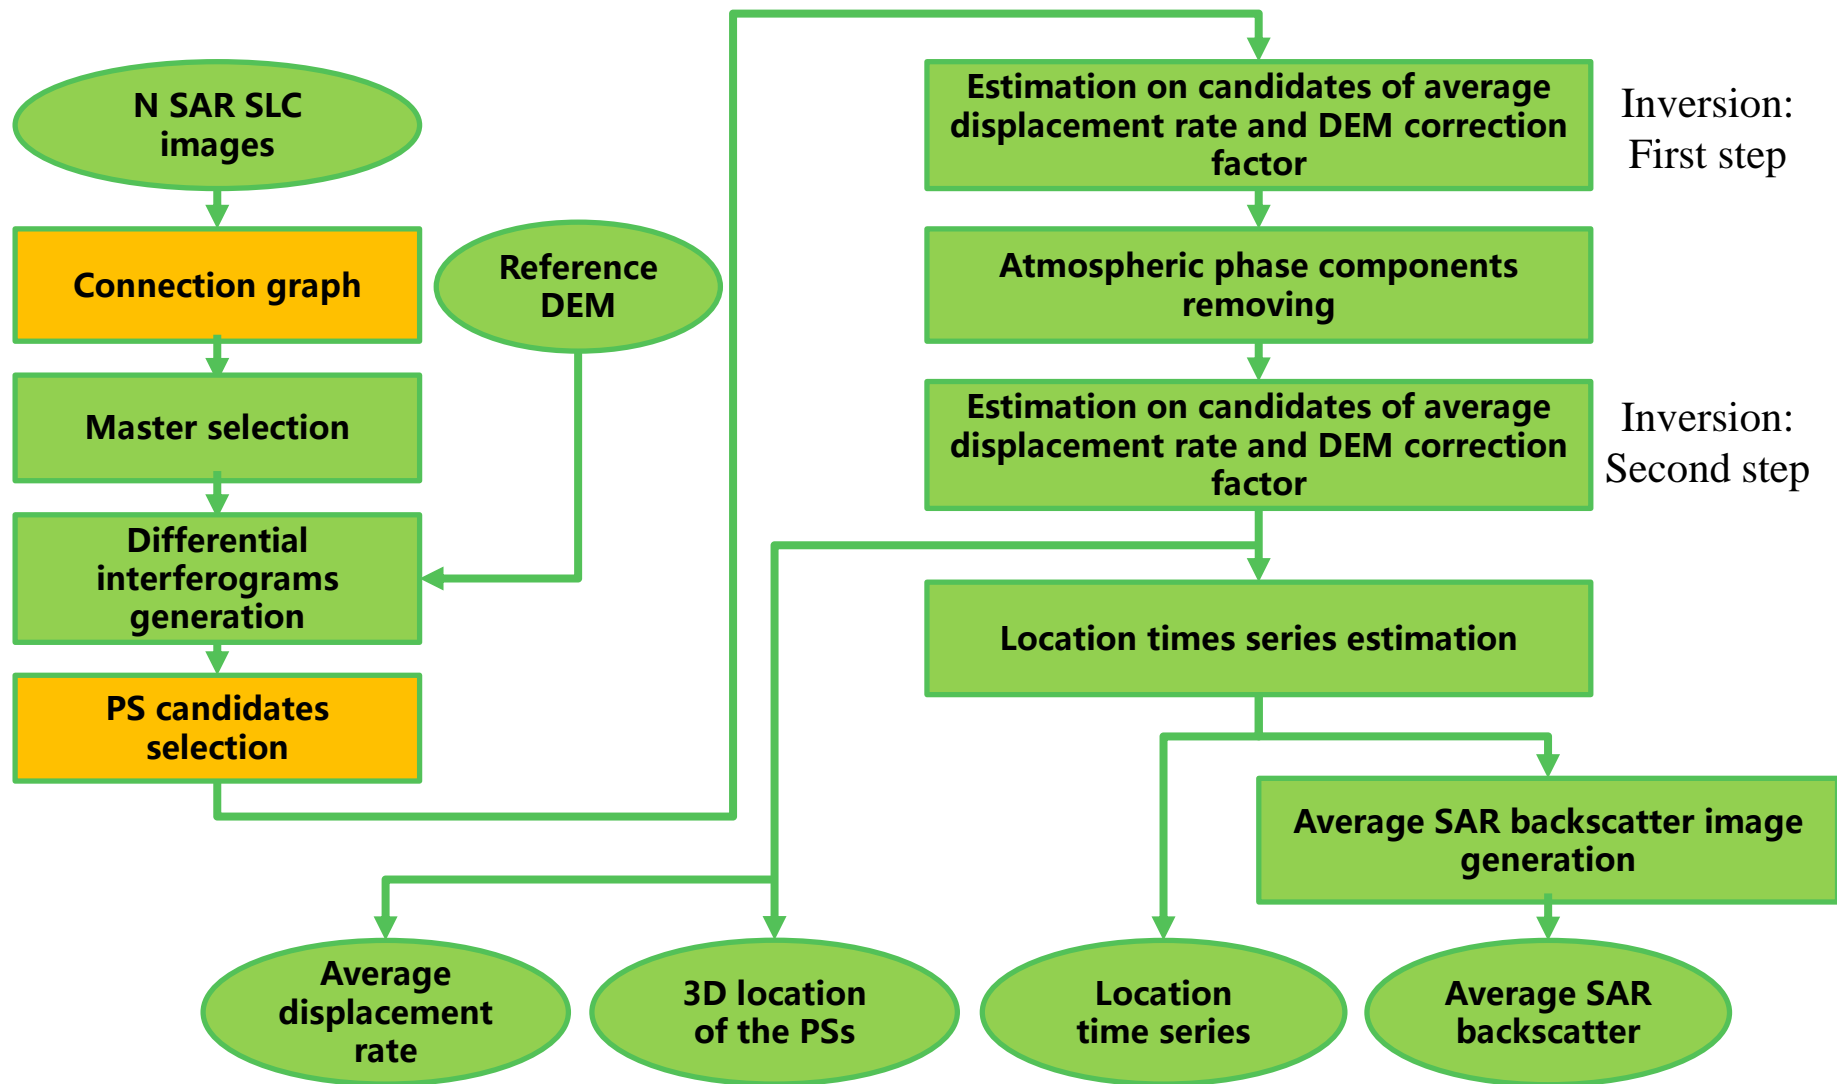 N SAR SLC
images
Connection graph
Reference
DEM
Master selection
Differential
interferograms
generation
PS candidates
selection
Estimation on candidates of average
displacement rate and DEM correction
factor
Inversion:
First step
Atmospheric phase components
removing
Estimation on candidates of average
displacement rate and DEM correction
factor
Inversion:
Second step
Location times series estimation
Average SAR backscatter image
generation
Average
displacement
rate
3D location
of the PSs
Location
time series
Average SAR
backscatter